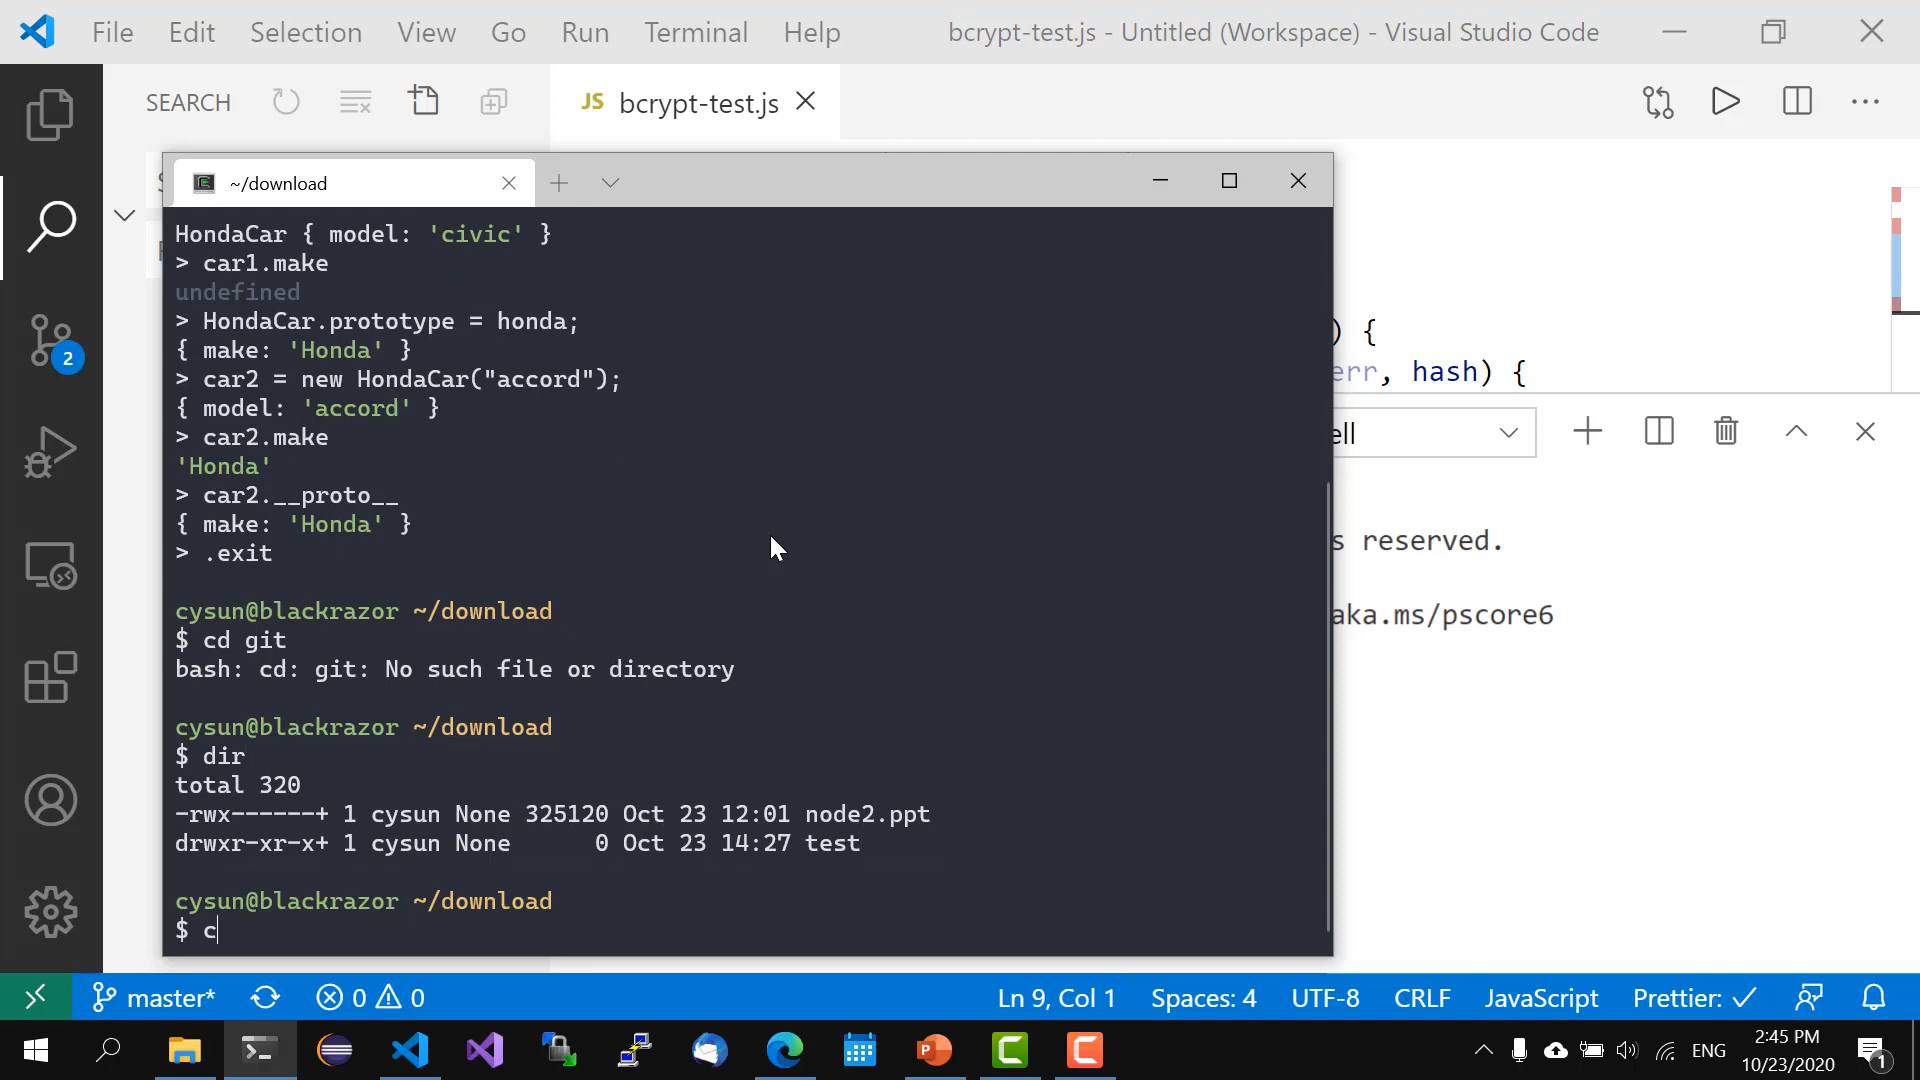 File Edit Selection View Go Run Terminal Help bcrypt-test.js - Untitled (Workspace) - Visual Studio Code
SEARCH JS bcrypt-test.js
~/download
HondaCar { model: 'civic' }
> car1.make
undefined
> HondaCar.prototype = honda;
{ make: 'Honda' }
> car2 = new HondaCar("accord");
{ model: 'accord' }
> car2.make
'Honda'
> car2.__proto__
{ make: 'Honda' }
> .exit
cysun@blackrazor ~/download
$ cd git
bash: cd: git: No such file or directory
cysun@blackrazor ~/download
$ dir
total 320
-rwx------+ 1 cysun None 325120 Oct 23 12:01 node2.ppt
drwxr-xr-x+ 1 cysun None 0 Oct 23 14:27 test
cysun@blackrazor ~/download
$ c
) {
err, hash) {
ell
s reserved.
aka.ms/pscore6
2
master* 0 0 Ln 9, Col 1 Spaces: 4 UTF-8 CRLF JavaScript Prettier: ✓
ENG 2:45 PM
10/23/2020
1